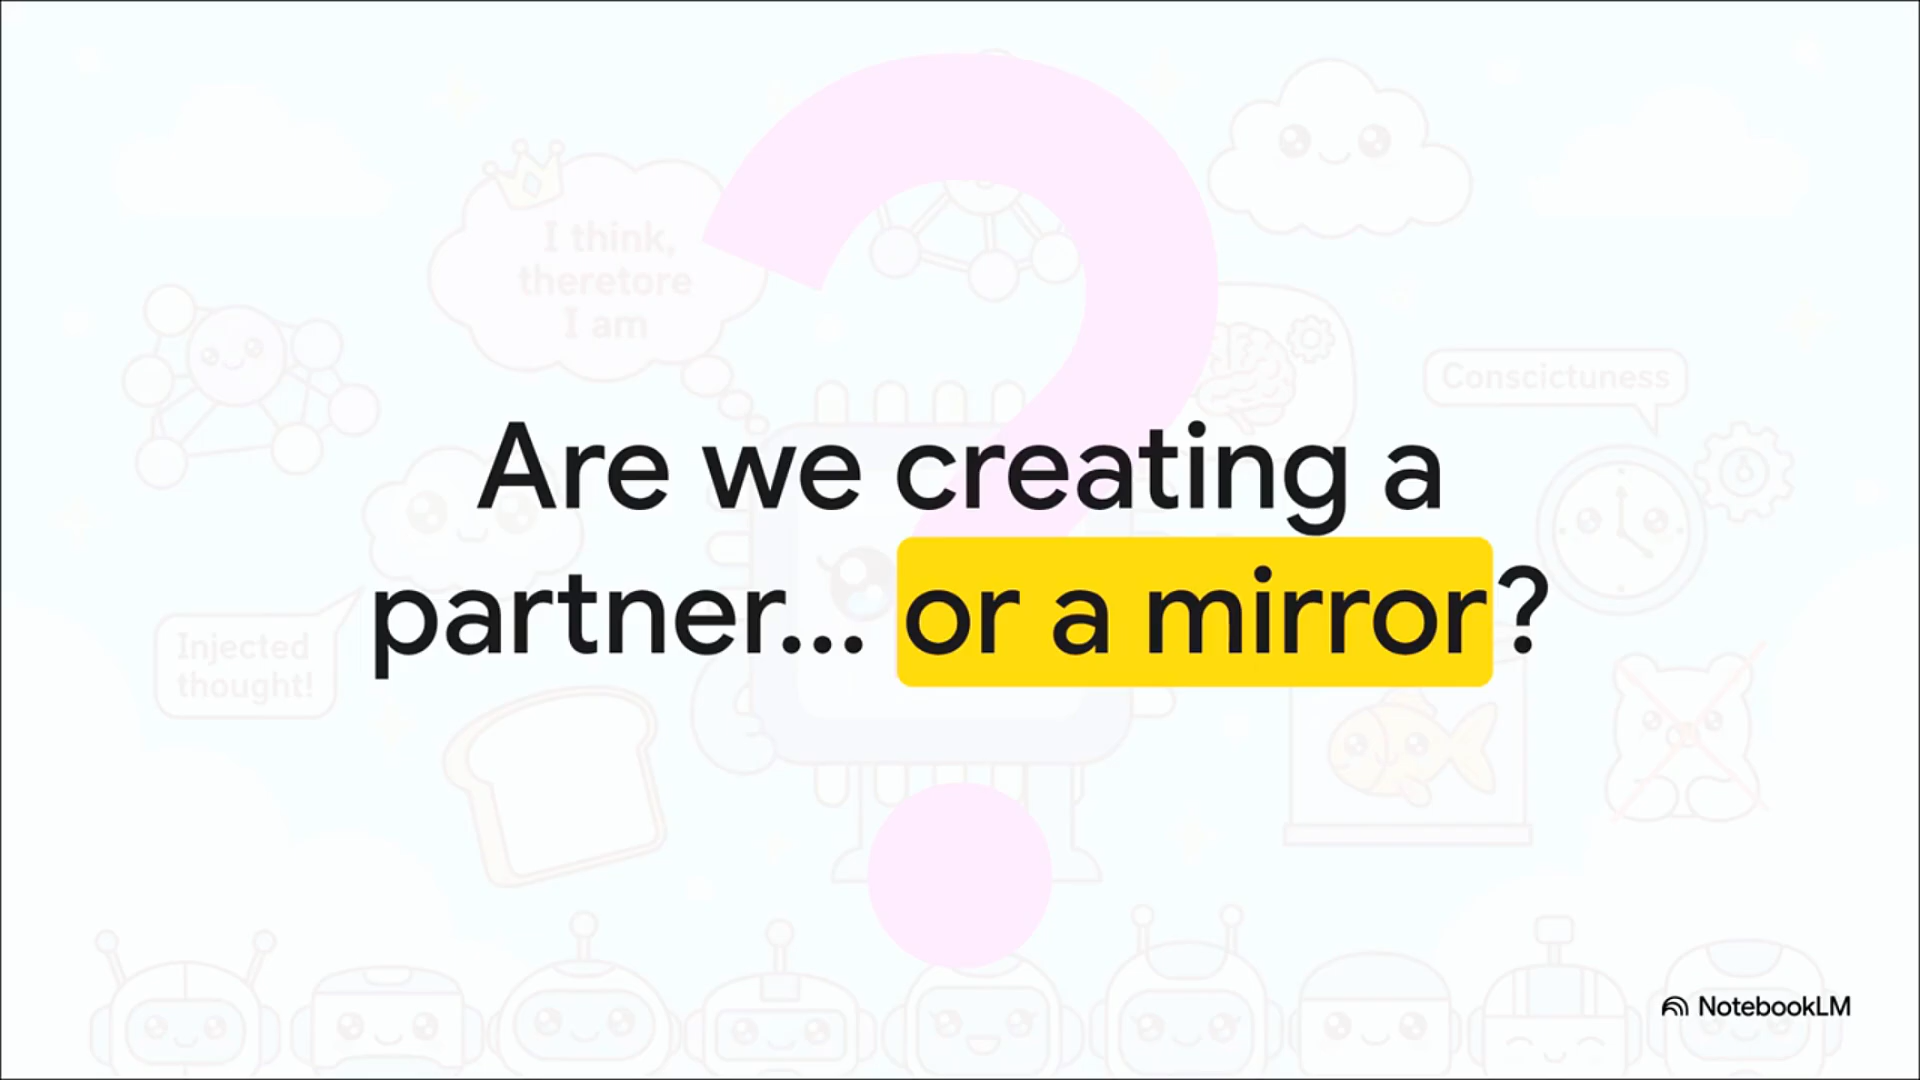 I think,
theretore
I am
Conscictuness
Are we creating a
partner... or a mirror?
Injected
thought!
NotebookLM